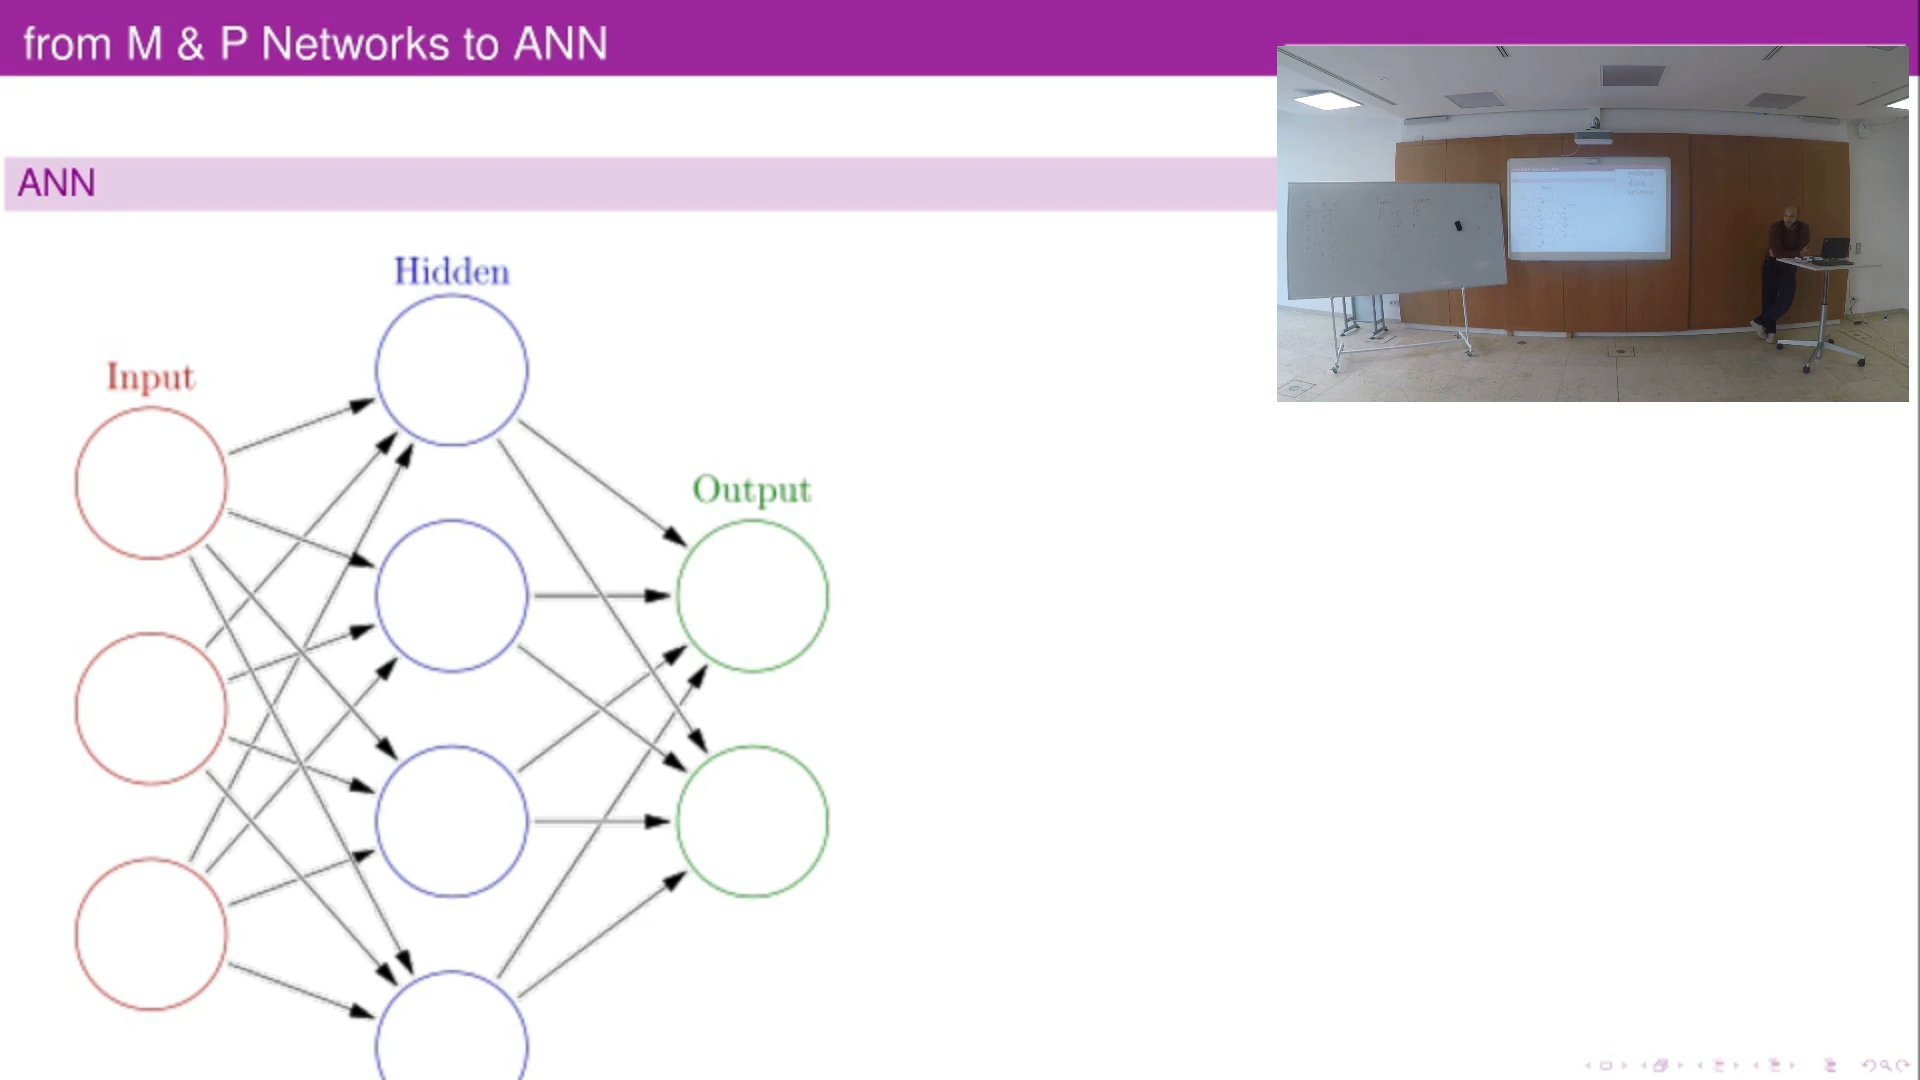 from M & P Networks to ANN
ANN
Hidden
Input
Output